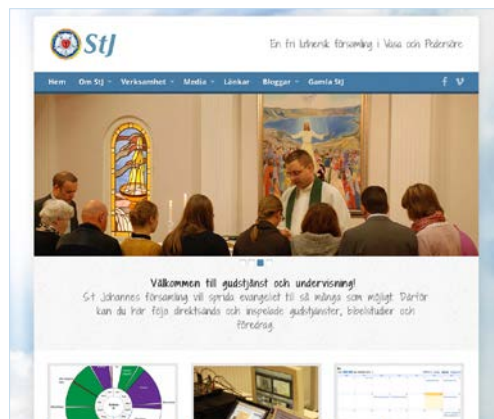 StJ
En fri luthersk församling i Vasa och Pedersöre
Hem Om StJ Verksamhet Media Länkar Bloggar Gamla StJ
Välkommen till gudstjänst och undervisning!
S:t Johannes församling vill sprida evangeliet till så många som möjligt. Därför
kan du här följa direktsända och inspelade gudstjänster, bibelstudier och
föredrag.